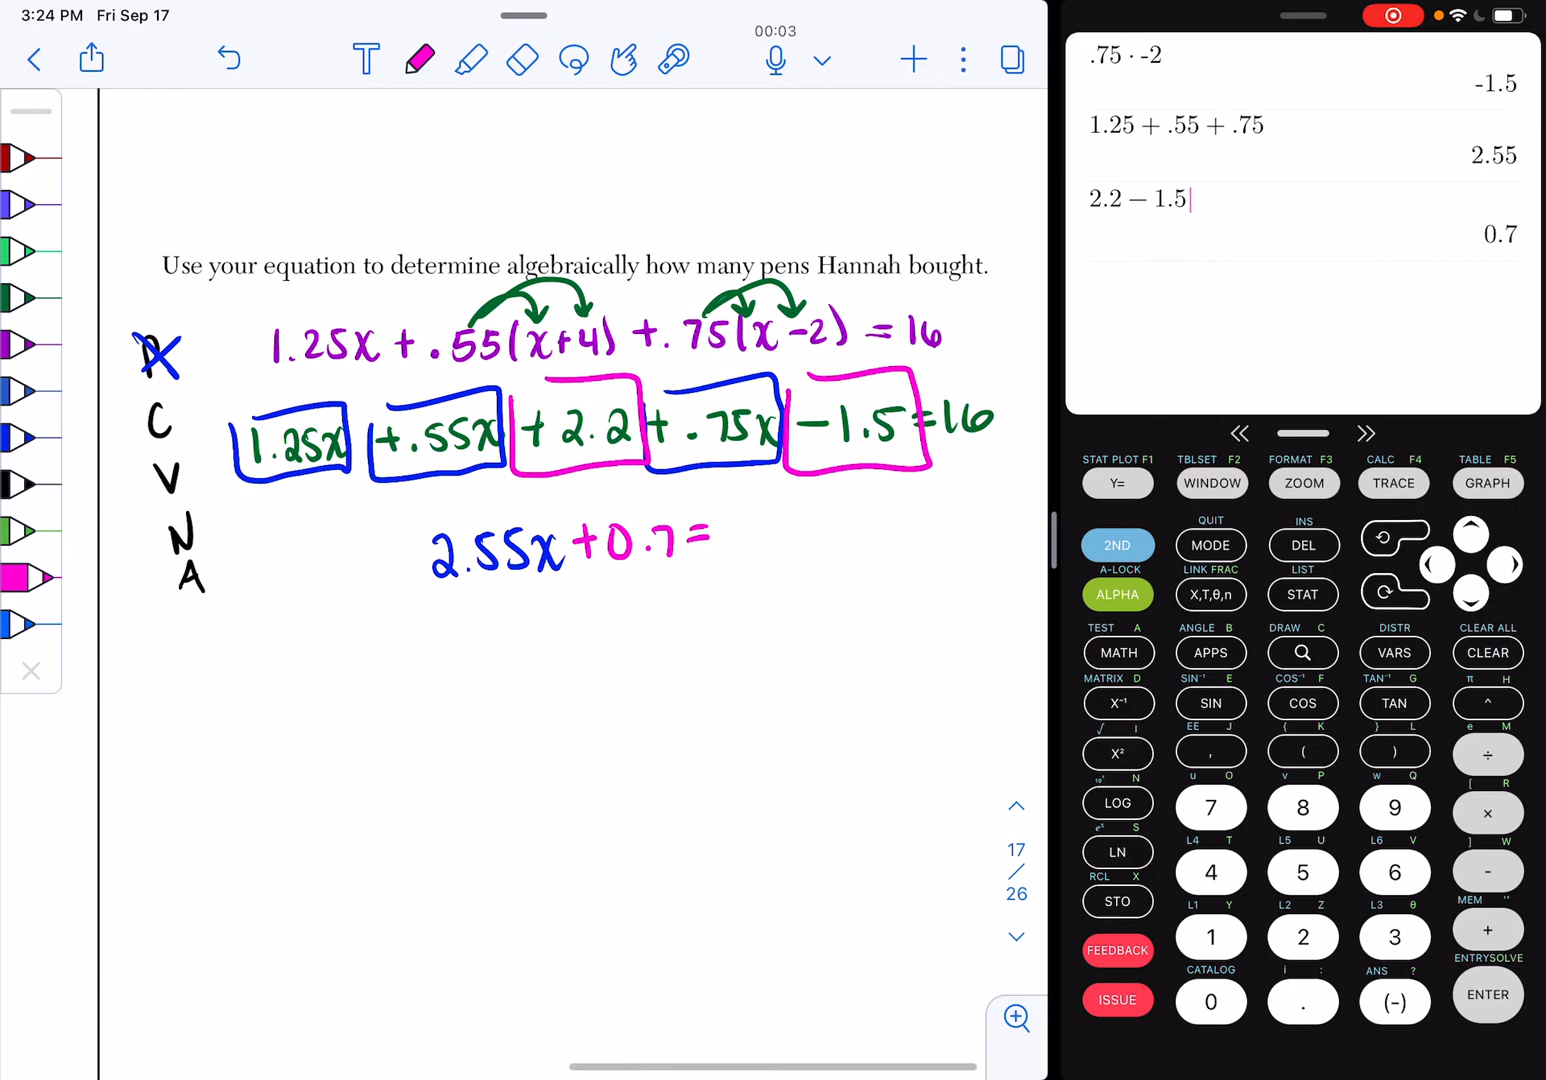 3:24 PM Fri Sep 17
00:03
T
Use your equation to determine algebraically how many pens Hannah bought.
1.25x + .55(x+4) + .75(x-2) = 16
C
1.25x +.55x + 2.2 + .75x - 1.5 = 16
V
N
2.55x + 0.7 =
A
17
26
.75 · -2
-1.5
1.25 + .55 + .75
2.55
2.2 – 1.5
0.7
STAT PLOT F1 TBLSET F2 FORMAT F3 CALC F4 TABLE F5
Y= WINDOW ZOOM TRACE GRAPH
QUIT INS
2ND MODE DEL
A-LOCK LINK FRAC LIST
ALPHA X,T,θ,n STAT
TEST A ANGLE B DRAW C DISTR CLEAR ALL
MATH APPS VARS CLEAR
MATRIX D SIN⁻¹ E COS⁻¹ F TAN⁻¹ G π H
X⁻¹ SIN COS TAN ^
√ I EE J { K } L e M
X² , ( ) ÷
10ˣ N u O v P w Q [ R
LOG 7 8 9 ×
eˣ S L4 T L5 U L6 V ] W
LN 4 5 6 -
RCL X L1 Y L2 Z L3 θ MEM "
STO 1 2 3 +
FEEDBACK
CATALOG i : ANS ? ENTRY SOLVE
ISSUE 0 . (-) ENTER